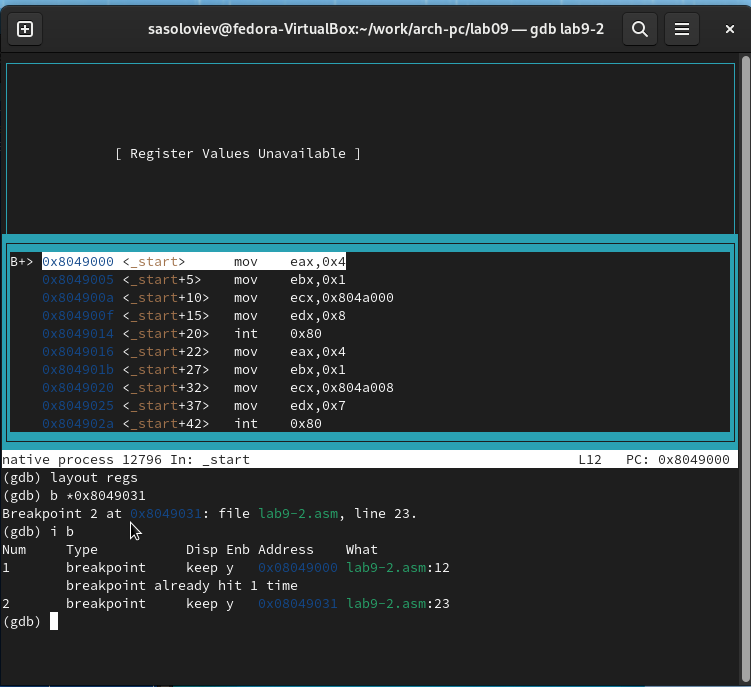 sasoloviev@fedora-VirtualBox:~/work/arch-pc/lab09 — gdb lab9-2
[ Register Values Unavailable ]
B+> 0x8049000 <_start>      mov    eax,0x4
0x8049005 <_start+5>    mov    ebx,0x1
0x804900a <_start+10>   mov    ecx,0x804a000
0x804900f <_start+15>   mov    edx,0x8
0x8049014 <_start+20>   int    0x80
0x8049016 <_start+22>   mov    eax,0x4
0x804901b <_start+27>   mov    ebx,0x1
0x8049020 <_start+32>   mov    ecx,0x804a008
0x8049025 <_start+37>   mov    edx,0x7
0x804902a <_start+42>   int    0x80
native process 12796 In: _start                                         L12   PC: 0x8049000
(gdb) layout regs
(gdb) b *0x8049031
Breakpoint 2 at 0x8049031: file lab9-2.asm, line 23.
(gdb) i b
Num     Type           Disp Enb Address    What
1       breakpoint     keep y   0x08049000 lab9-2.asm:12
        breakpoint already hit 1 time
2       breakpoint     keep y   0x08049031 lab9-2.asm:23
(gdb)